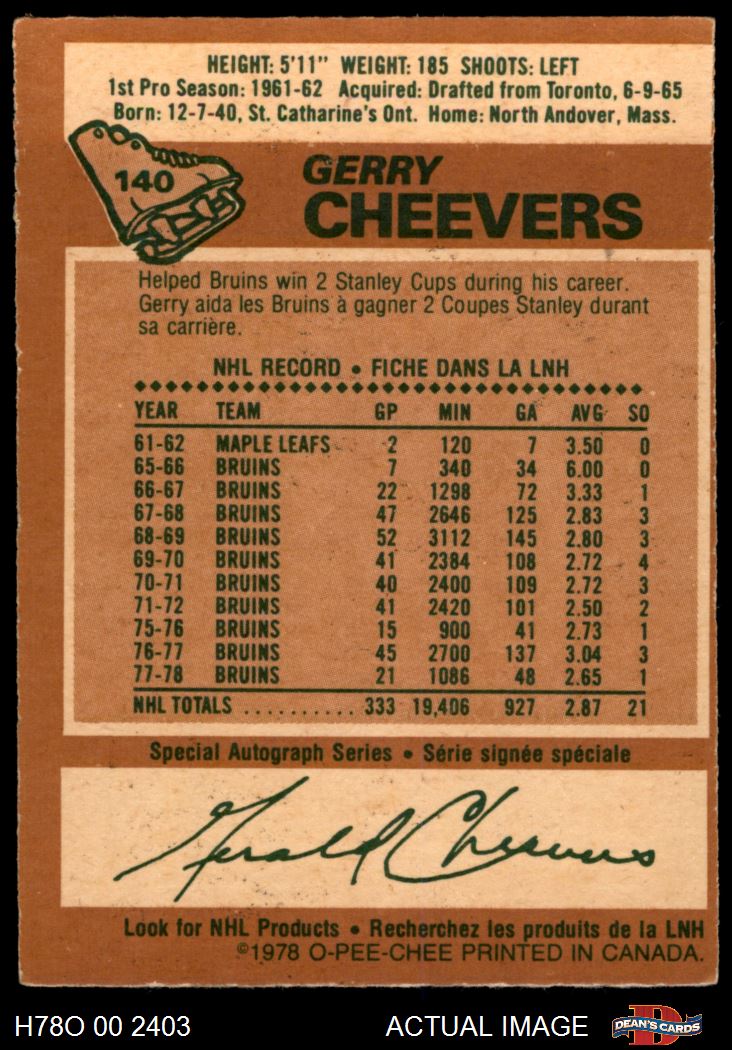 HEIGHT: 5'11" WEIGHT: 185 SHOOTS: LEFT
1st Pro Season: 1961-62 Acquired: Drafted from Toronto, 6-9-65
Born: 12-7-40, St. Catharine's Ont. Home: North Andover, Mass.
140
GERRY
CHEEVERS
Helped Bruins win 2 Stanley Cups during his career.
Gerry aida les Bruins à gagner 2 Coupes Stanley durant
sa carrière.
NHL RECORD • FICHE DANS LA LNH
YEAR TEAM GP MIN GA AVG SO
61-62 MAPLE LEAFS 2 120 7 3.50 0
65-66 BRUINS 7 340 34 6.00 0
66-67 BRUINS 22 1298 72 3.33 1
67-68 BRUINS 47 2646 125 2.83 3
68-69 BRUINS 52 3112 145 2.80 3
69-70 BRUINS 41 2384 108 2.72 4
70-71 BRUINS 40 2400 109 2.72 3
71-72 BRUINS 41 2420 101 2.50 2
75-76 BRUINS 15 900 41 2.73 1
76-77 BRUINS 45 2700 137 3.04 3
77-78 BRUINS 21 1086 48 2.65 1
NHL TOTALS .......... 333 19,406 927 2.87 21
Special Autograph Series • Série signée spéciale
Gerald Cheevers
Look for NHL Products • Recherchez les produits de la LNH
©1978 O-PEE-CHEE PRINTED IN CANADA.
H78O 00 2403 ACTUAL IMAGE D DEAN'S CARDS